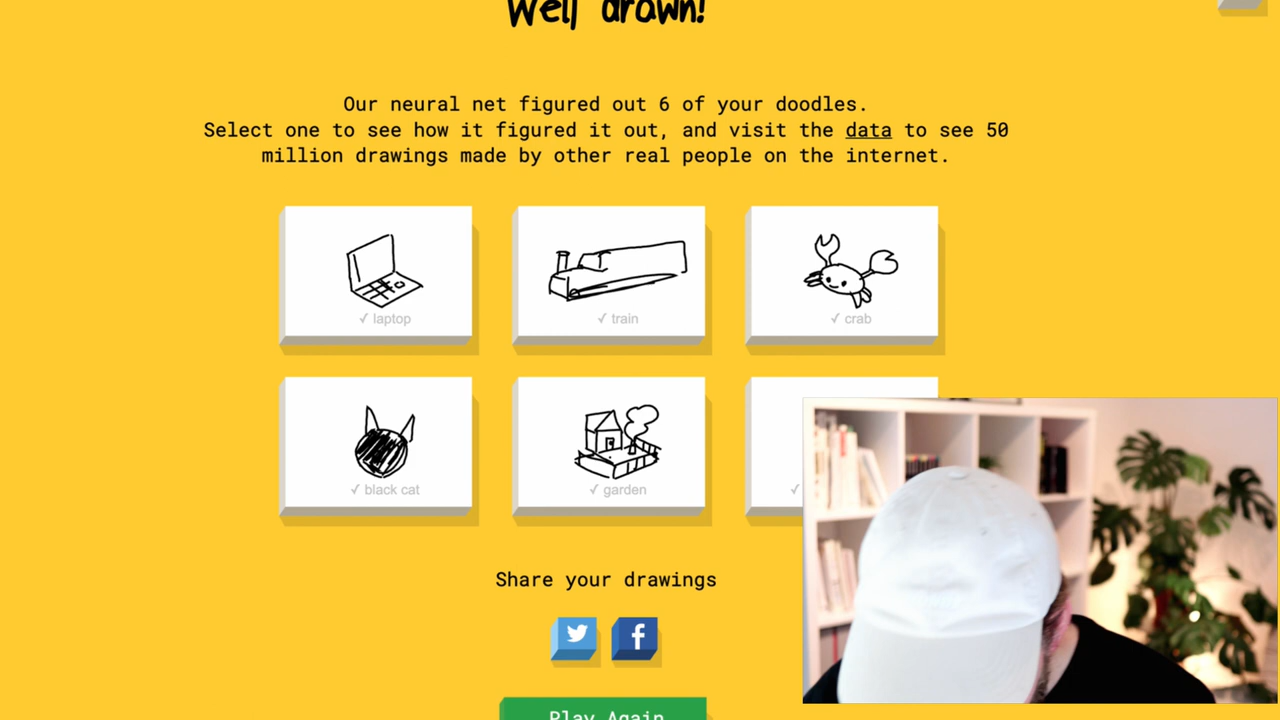 Well drawn!
Our neural net figured out 6 of your doodles.
Select one to see how it figured it out, and visit the data to see 50
million drawings made by other real people on the internet.
✓ laptop
✓ train
✓ crab
✓ black cat
✓ garden
✓
Share your drawings
Play Again